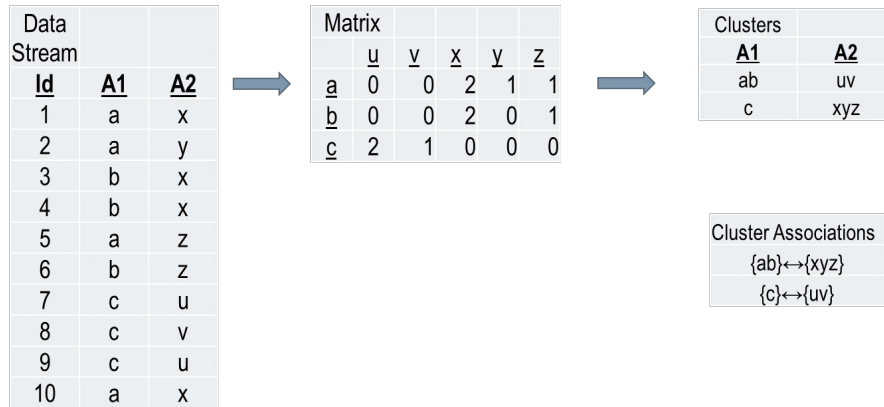 Data
Stream
Id A1 A2
1 a x
2 a y
3 b x
4 b x
5 a z
6 b z
7 c u
8 c v
9 c u
10 a x
Matrix
u v x y z
a 0 0 2 1 1
b 0 0 2 0 1
c 2 1 0 0 0
Clusters
A1 A2
ab uv
c xyz
Cluster Associations
{ab}↔{xyz}
{c}↔{uv}